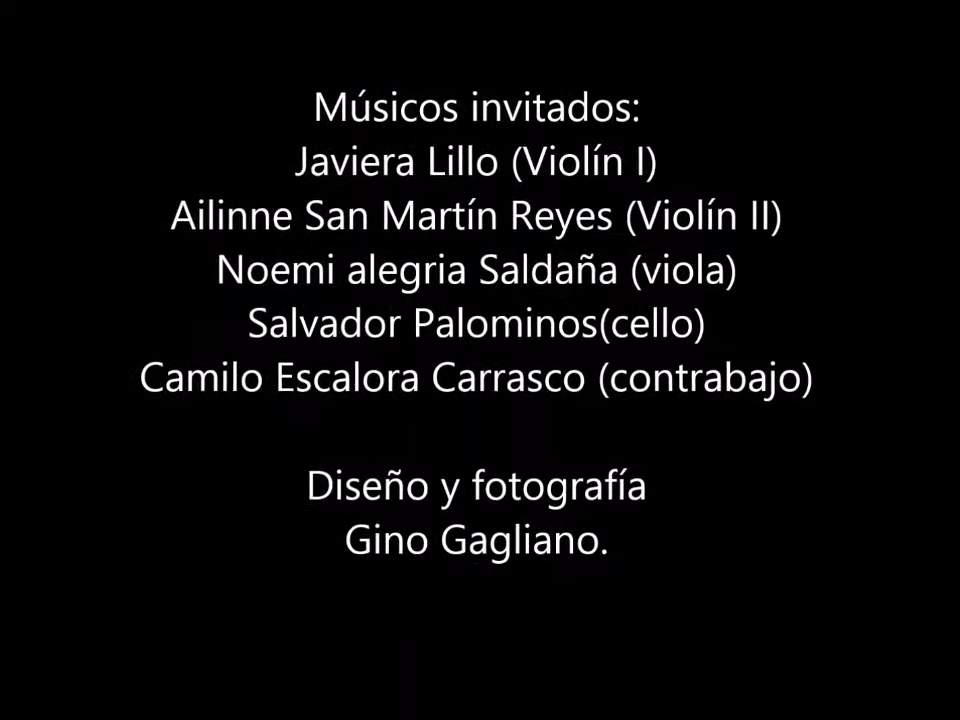 Músicos invitados:
Javiera Lillo (Violín I)
Ailinne San Martín Reyes (Violín II)
Noemi alegria Saldaña (viola)
Salvador Palominos(cello)
Camilo Escalora Carrasco (contrabajo)
Diseño y fotografía
Gino Gagliano.